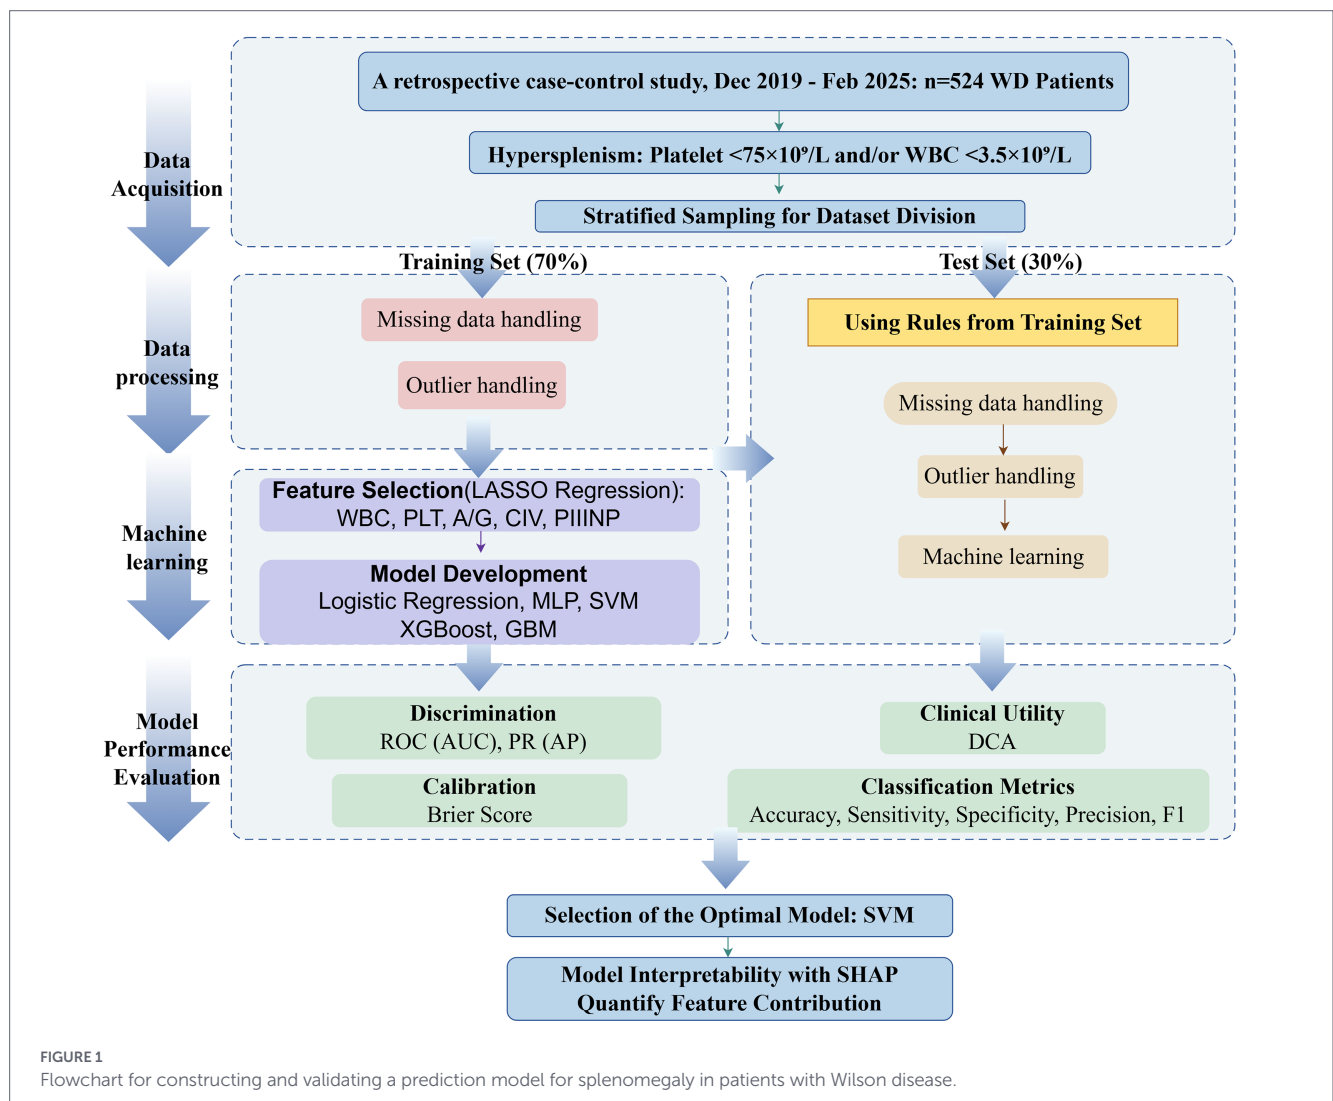 A retrospective case-control study, Dec 2019 - Feb 2025: n=524 WD Patients
Hypersplenism: Platelet <75×10⁹/L and/or WBC <3.5×10⁹/L
Stratified Sampling for Dataset Division
Data
Acquisition
Training Set (70%)
Test Set (30%)
Data
processing
Missing data handling
Outlier handling
Using Rules from Training Set
Missing data handling
Outlier handling
Machine learning
Machine
learning
Feature Selection(LASSO Regression):
WBC, PLT, A/G, CIV, PIIINP
Model Development
Logistic Regression, MLP, SVM
XGBoost, GBM
Model
Performance
Evaluation
Discrimination
ROC (AUC), PR (AP)
Clinical Utility
DCA
Calibration
Brier Score
Classification Metrics
Accuracy, Sensitivity, Specificity, Precision, F1
Selection of the Optimal Model: SVM
Model Interpretability with SHAP
Quantify Feature Contribution
FIGURE 1
Flowchart for constructing and validating a prediction model for splenomegaly in patients with Wilson disease.